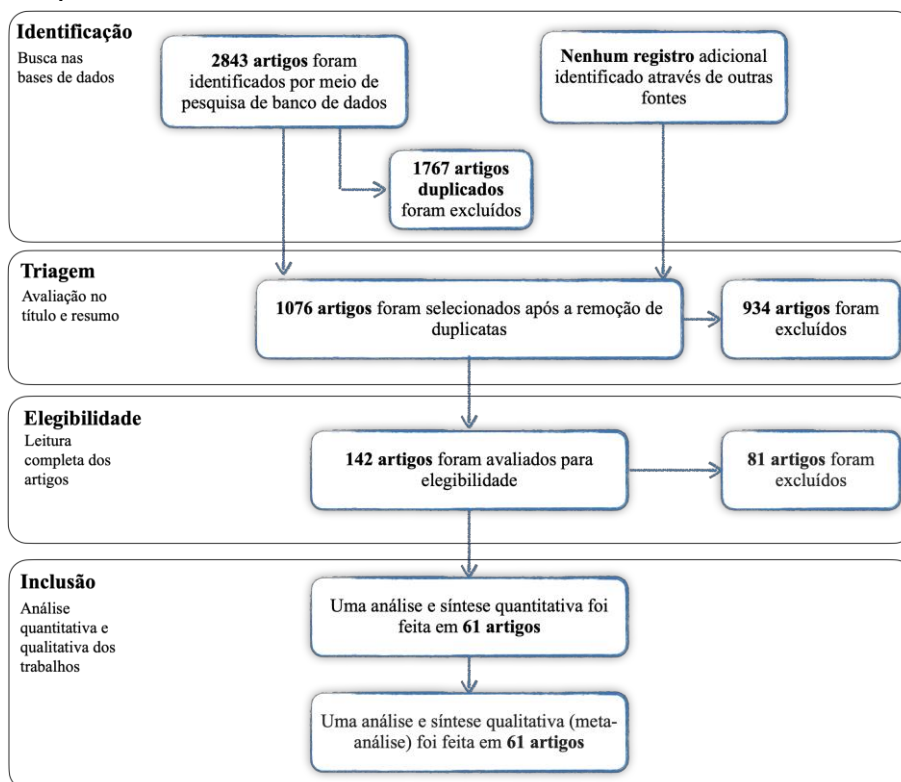 Identificação
Busca nas
bases de dados
2843 artigos foram
identificados por meio de
pesquisa de banco de dados
Nenhum registro adicional
identificado através de outras
fontes
1767 artigos
duplicados
foram excluídos
Triagem
Avaliação no
título e resumo
1076 artigos foram selecionados após a remoção de
duplicatas
934 artigos foram
excluídos
Elegibilidade
Leitura
completa dos
artigos
142 artigos foram avaliados para
elegibilidade
81 artigos foram
excluídos
Inclusão
Análise
quantitativa e
qualitativa dos
trabalhos
Uma análise e síntese quantitativa foi
feita em 61 artigos
Uma análise e síntese qualitativa (meta-
análise) foi feita em 61 artigos